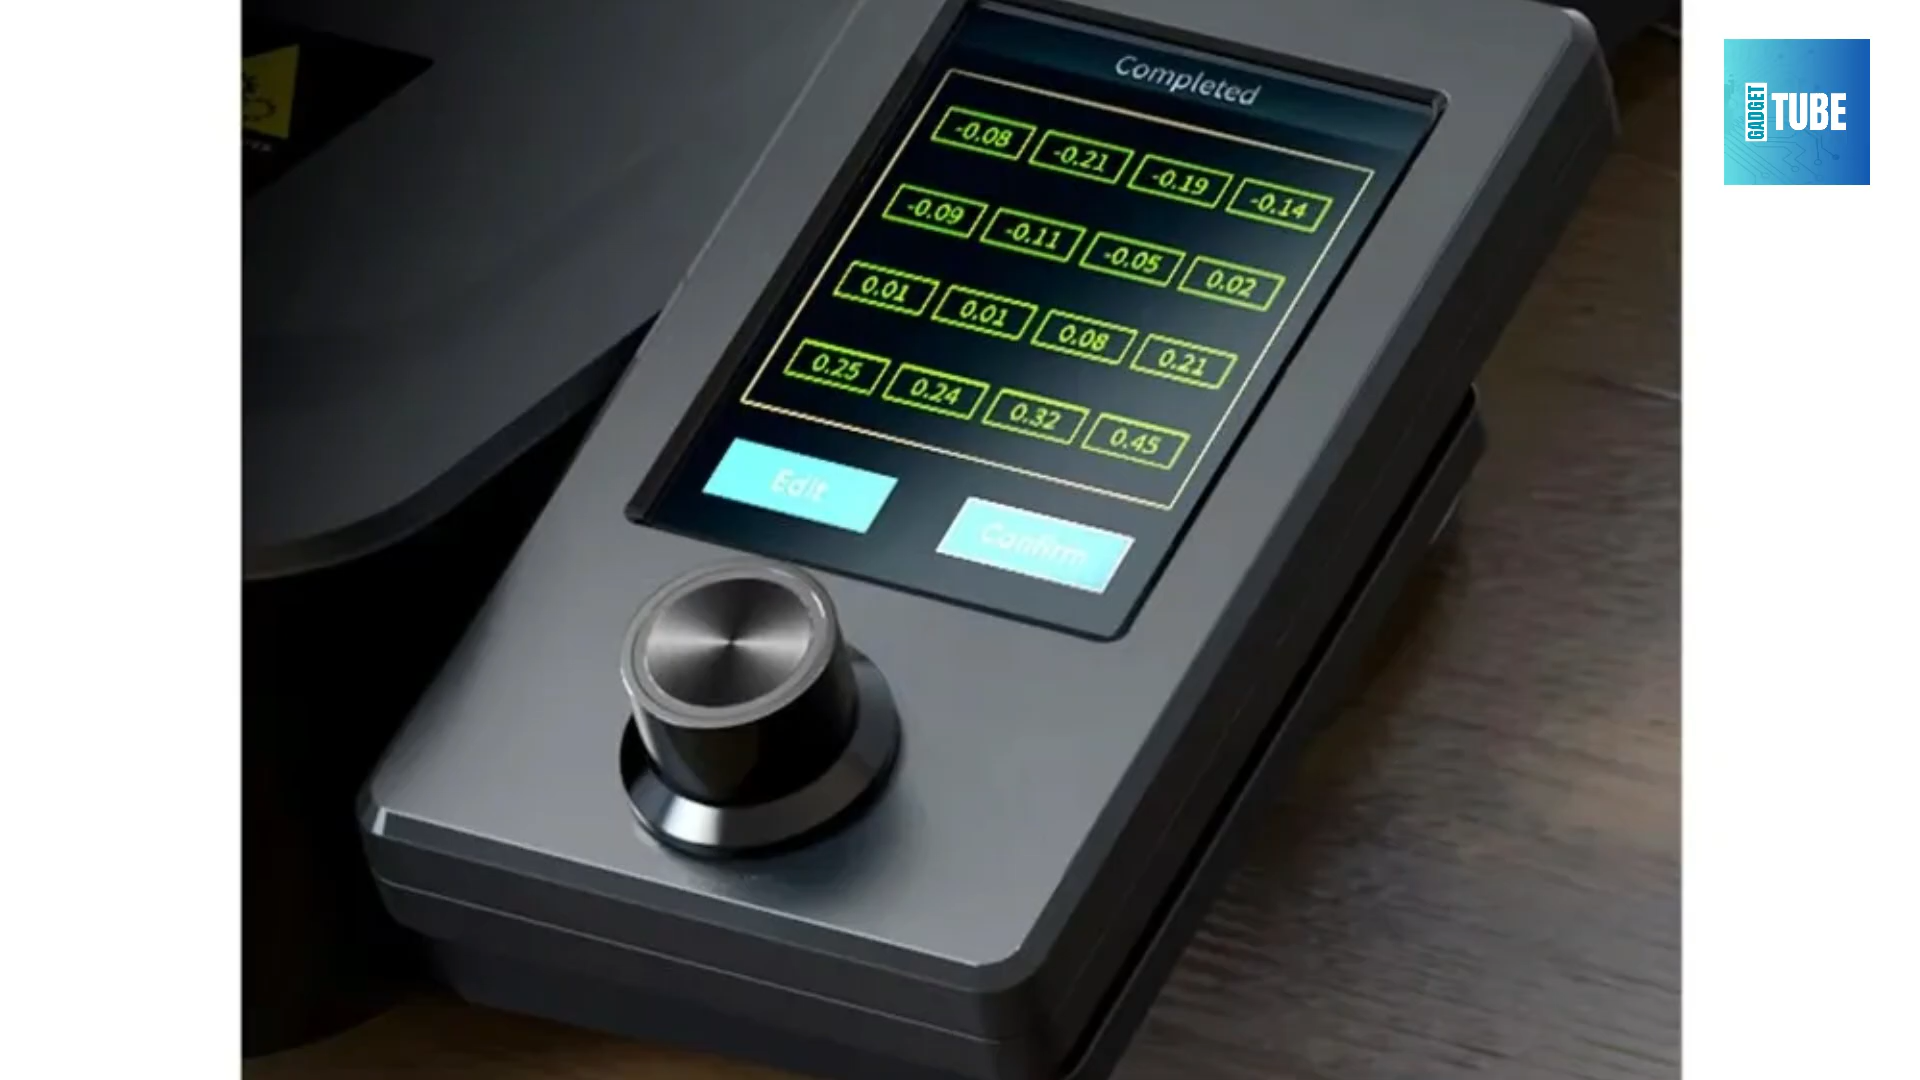 Completed
-0.08 -0.21 -0.19 -0.14
-0.09 -0.11 -0.05 0.02
0.01 0.01 0.08 0.21
0.25 0.24 0.32 0.45
Edit Confirm
GADGET TUBE